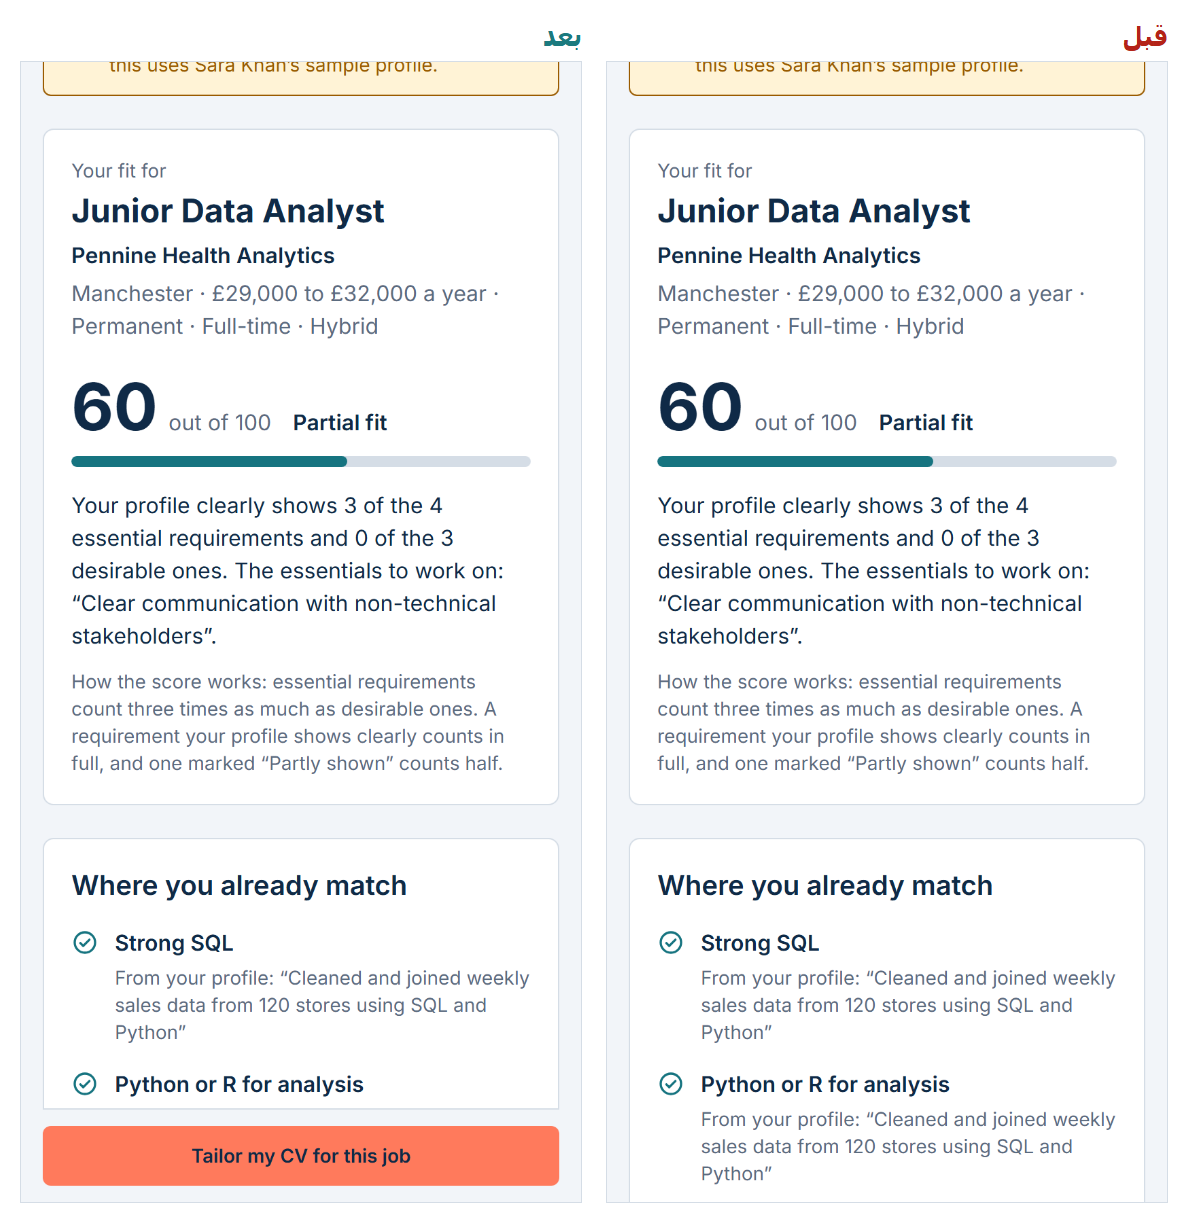 قبل
this uses Sara Khan's sample profile.
Your fit for
Junior Data Analyst
Pennine Health Analytics
Manchester · £29,000 to £32,000 a year ·
Permanent · Full-time · Hybrid
60 out of 100 Partial fit
Your profile clearly shows 3 of the 4
essential requirements and 0 of the 3
desirable ones. The essentials to work on:
“Clear communication with non-technical
stakeholders”.
How the score works: essential requirements
count three times as much as desirable ones. A
requirement your profile shows clearly counts in
full, and one marked “Partly shown” counts half.
Where you already match
Strong SQL
From your profile: “Cleaned and joined weekly
sales data from 120 stores using SQL and
Python”
Python or R for analysis
From your profile: “Cleaned and joined weekly
sales data from 120 stores using SQL and
Python”
بعد
this uses Sara Khan's sample profile.
Your fit for
Junior Data Analyst
Pennine Health Analytics
Manchester · £29,000 to £32,000 a year ·
Permanent · Full-time · Hybrid
60 out of 100 Partial fit
Your profile clearly shows 3 of the 4
essential requirements and 0 of the 3
desirable ones. The essentials to work on:
“Clear communication with non-technical
stakeholders”.
How the score works: essential requirements
count three times as much as desirable ones. A
requirement your profile shows clearly counts in
full, and one marked “Partly shown” counts half.
Where you already match
Strong SQL
From your profile: “Cleaned and joined weekly
sales data from 120 stores using SQL and
Python”
Python or R for analysis
Tailor my CV for this job